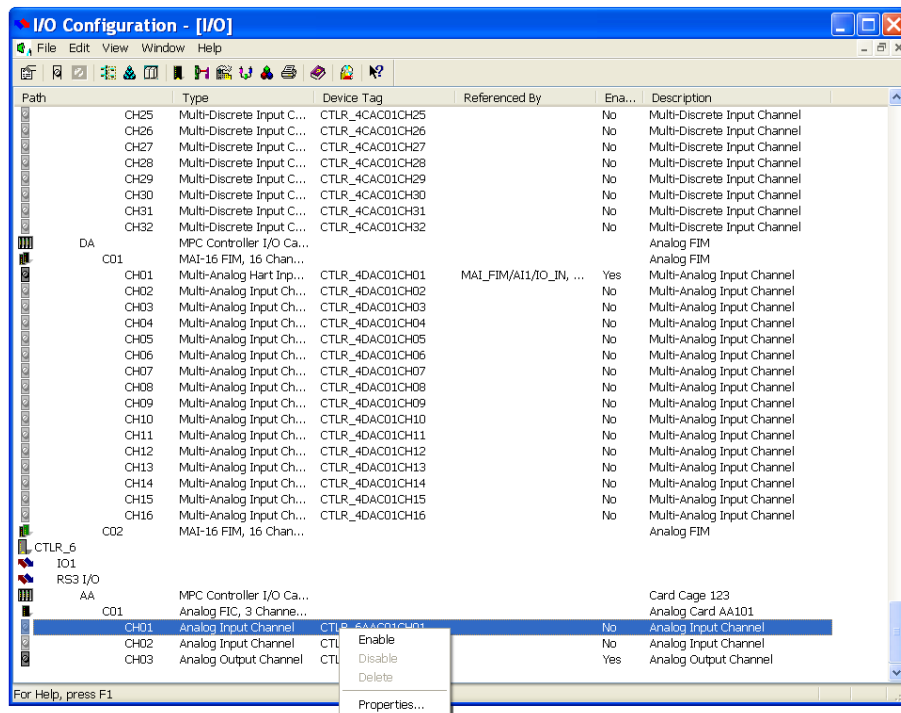 I/O Configuration - [I/O]
File Edit View Window Help
Path Type Device Tag Referenced By Ena... Description
CH25 Multi-Discrete Input C... CTLR_4CAC01CH25 No Multi-Discrete Input Channel
CH26 Multi-Discrete Input C... CTLR_4CAC01CH26 No Multi-Discrete Input Channel
CH27 Multi-Discrete Input C... CTLR_4CAC01CH27 No Multi-Discrete Input Channel
CH28 Multi-Discrete Input C... CTLR_4CAC01CH28 No Multi-Discrete Input Channel
CH29 Multi-Discrete Input C... CTLR_4CAC01CH29 No Multi-Discrete Input Channel
CH30 Multi-Discrete Input C... CTLR_4CAC01CH30 No Multi-Discrete Input Channel
CH31 Multi-Discrete Input C... CTLR_4CAC01CH31 No Multi-Discrete Input Channel
CH32 Multi-Discrete Input C... CTLR_4CAC01CH32 No Multi-Discrete Input Channel
DA MPC Controller I/O Ca... Analog FIM
C01 MAI-16 FIM, 16 Chan... Analog FIM
CH01 Multi-Analog Hart Inp... CTLR_4DAC01CH01 MAI_FIM/AI1/IO_IN, ... Yes Multi-Analog Input Channel
CH02 Multi-Analog Input Ch... CTLR_4DAC01CH02 No Multi-Analog Input Channel
CH03 Multi-Analog Input Ch... CTLR_4DAC01CH03 No Multi-Analog Input Channel
CH04 Multi-Analog Input Ch... CTLR_4DAC01CH04 No Multi-Analog Input Channel
CH05 Multi-Analog Input Ch... CTLR_4DAC01CH05 No Multi-Analog Input Channel
CH06 Multi-Analog Input Ch... CTLR_4DAC01CH06 No Multi-Analog Input Channel
CH07 Multi-Analog Input Ch... CTLR_4DAC01CH07 No Multi-Analog Input Channel
CH08 Multi-Analog Input Ch... CTLR_4DAC01CH08 No Multi-Analog Input Channel
CH09 Multi-Analog Input Ch... CTLR_4DAC01CH09 No Multi-Analog Input Channel
CH10 Multi-Analog Input Ch... CTLR_4DAC01CH10 No Multi-Analog Input Channel
CH11 Multi-Analog Input Ch... CTLR_4DAC01CH11 No Multi-Analog Input Channel
CH12 Multi-Analog Input Ch... CTLR_4DAC01CH12 No Multi-Analog Input Channel
CH13 Multi-Analog Input Ch... CTLR_4DAC01CH13 No Multi-Analog Input Channel
CH14 Multi-Analog Input Ch... CTLR_4DAC01CH14 No Multi-Analog Input Channel
CH15 Multi-Analog Input Ch... CTLR_4DAC01CH15 No Multi-Analog Input Channel
CH16 Multi-Analog Input Ch... CTLR_4DAC01CH16 No Multi-Analog Input Channel
C02 MAI-16 FIM, 16 Chan... Analog FIM
CTLR_6
IO1
RS3 I/O
AA MPC Controller I/O Ca... Card Cage 123
C01 Analog FIC, 3 Channe... Analog Card AA101
CH01 Analog Input Channel CTLR_6AAC01CH01 No Analog Input Channel
CH02 Analog Input Channel CTL No Analog Input Channel
CH03 Analog Output Channel CTL Yes Analog Output Channel
Enable
Disable
Delete
Properties...
For Help, press F1